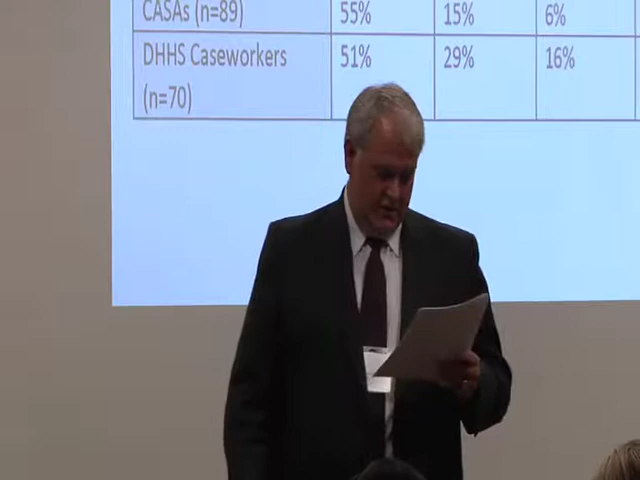 CASAs (n=89) 55% 15% 6%
DHHS Caseworkers 51% 29% 16%
(n=70)